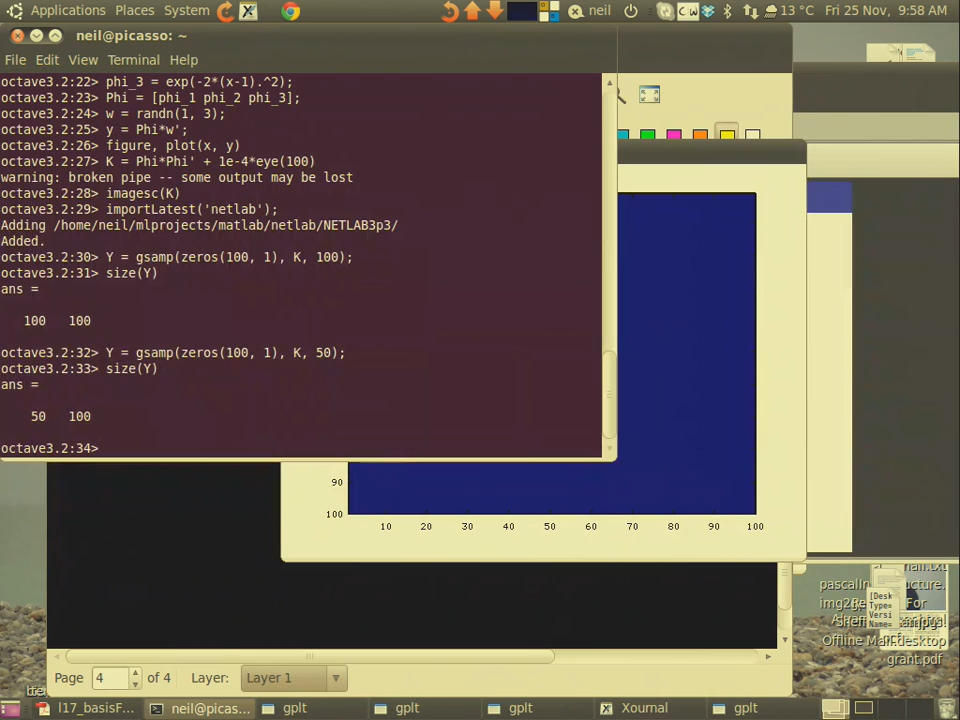 Applications Places System
neil
13 °C Fri 25 Nov, 9:58 AM
neil@picasso: ~
File Edit View Terminal Help
octave3.2:22> phi_3 = exp(-2*(x-1).^2);
octave3.2:23> Phi = [phi_1 phi_2 phi_3];
octave3.2:24> w = randn(1, 3);
octave3.2:25> y = Phi*w';
octave3.2:26> figure, plot(x, y)
octave3.2:27> K = Phi*Phi' + 1e-4*eye(100)
warning: broken pipe -- some output may be lost
octave3.2:28> imagesc(K)
octave3.2:29> importLatest('netlab');
Adding /home/neil/mlprojects/matlab/netlab/NETLAB3p3/
Added.
octave3.2:30> Y = gsamp(zeros(100, 1), K, 100);
octave3.2:31> size(Y)
ans =
100 100
octave3.2:32> Y = gsamp(zeros(100, 1), K, 50);
octave3.2:33> size(Y)
ans =
50 100
octave3.2:34>
90
100
10 20 30 40 50 60 70 80 90 100
[Desk
Type=
Versi
Name=
Offline Mail.desktop
grant.pdf
Page 4 of 4 Layer: Layer 1
l17_basisF... neil@picas... gplt gplt gplt Xournal gplt